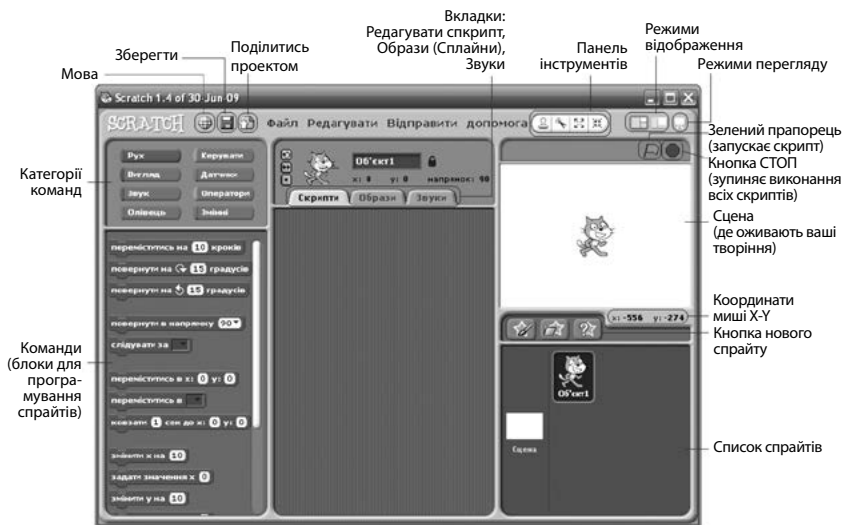 Вкладки:
Редагувати спкрипт,
Образи (Сплайни),
Звуки
Режими
відображення
Поділитись
проектом
Панель
інструментів
Зберегти
Режими перегляду
Мова
Scratch 1.4 of 30-Jun-09
SCRATCH
Файл Редагувати Відправити допомога
Зелений прапорець
(запускає скрипт)
Кнопка СТОП
(зупиняє виконання
всіх скриптів)
Сцена
(де оживають ваші
творіння)
Координати
миші X-Y
Кнопка нового
спрайту
Список спрайтів
Категорії
команд
Команди
(блоки для
програ-
мування
спрайтів)
Рух Керувати
Вигляд Датчики
Звук Оператори
Олівець Змінні
Об'єкт1
x: 0 y: 0 напрямок: 90
Скрипти Образи Звуки
перемістить на 10 кроків
повернути на 15 градусів
повернути на 15 градусів
повернути в напрямку 90
слідувати за
переміститись в x: 0 y: 0
переміститись в
ковзати 1 сек до x: 0 y: 0
змінити x на 10
задати значення x 0
змінити y на 10
x: -556 y: -274
Об'єкт1
Сцена